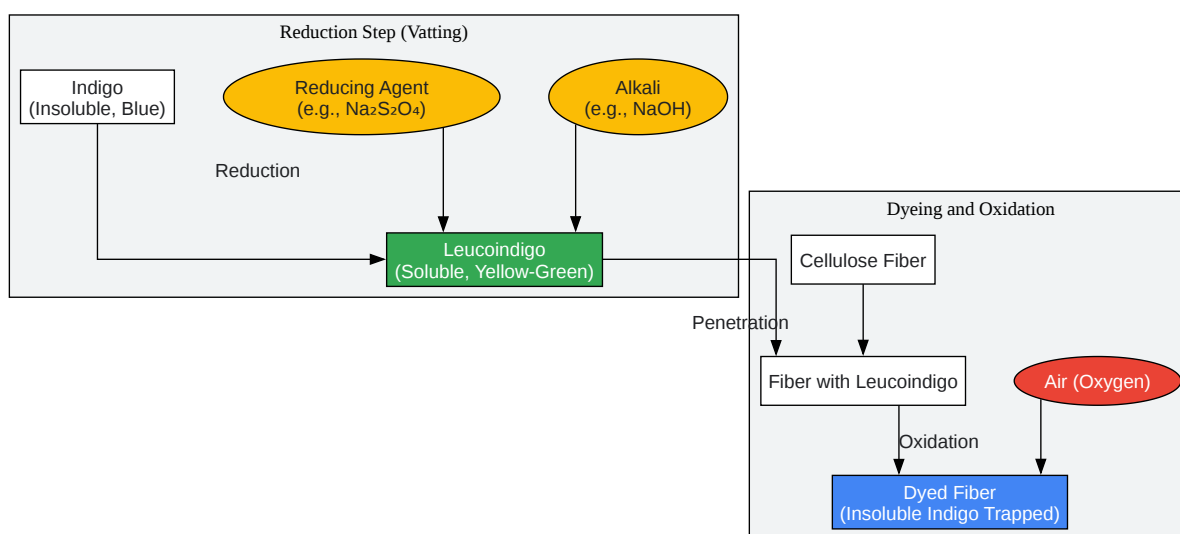 Reduction Step (Vatting)
Indigo
(Insoluble, Blue)
Reducing Agent
(e.g., Na₂S₂O₄)
Alkali
(e.g., NaOH)
Reduction
Leucoindigo
(Soluble, Yellow-Green)
Dyeing and Oxidation
Cellulose Fiber
Penetration
Fiber with Leucoindigo
Air (Oxygen)
Oxidation
Dyed Fiber
(Insoluble Indigo Trapped)